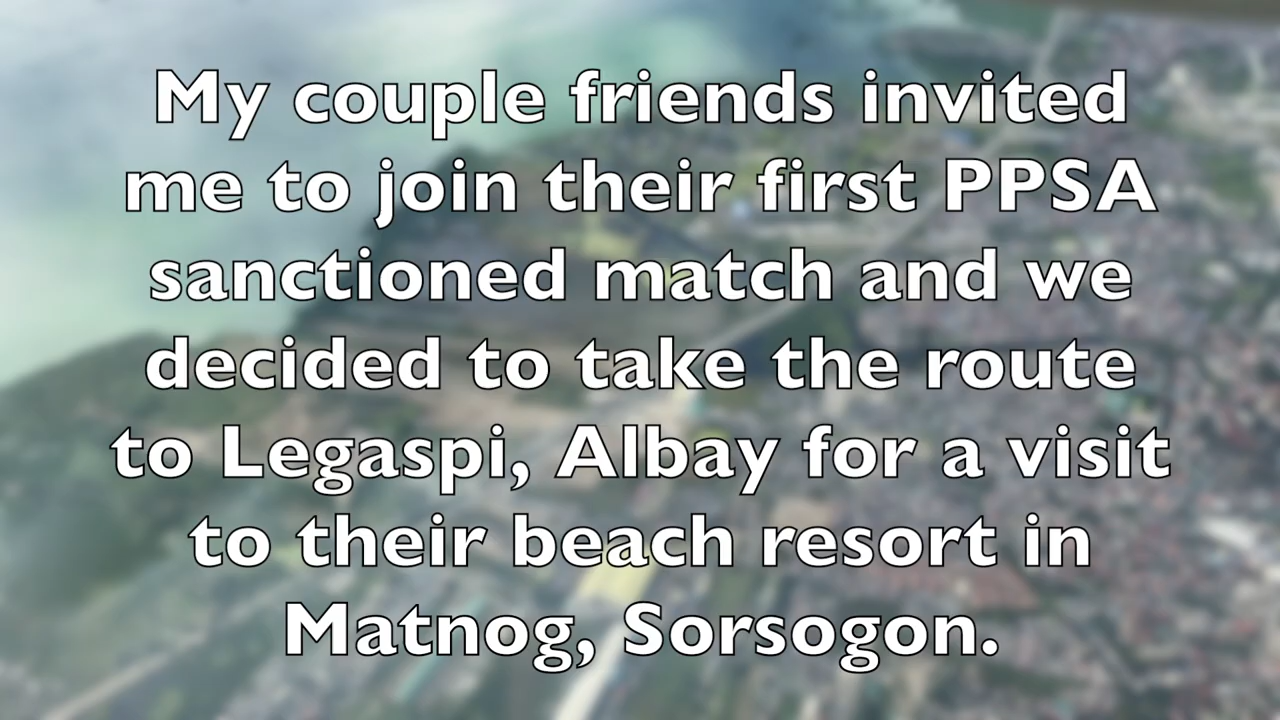 My couple friends invited
me to join their first PPSA
sanctioned match and we
decided to take the route
to Legaspi, Albay for a visit
to their beach resort in
Matnog, Sorsogon.